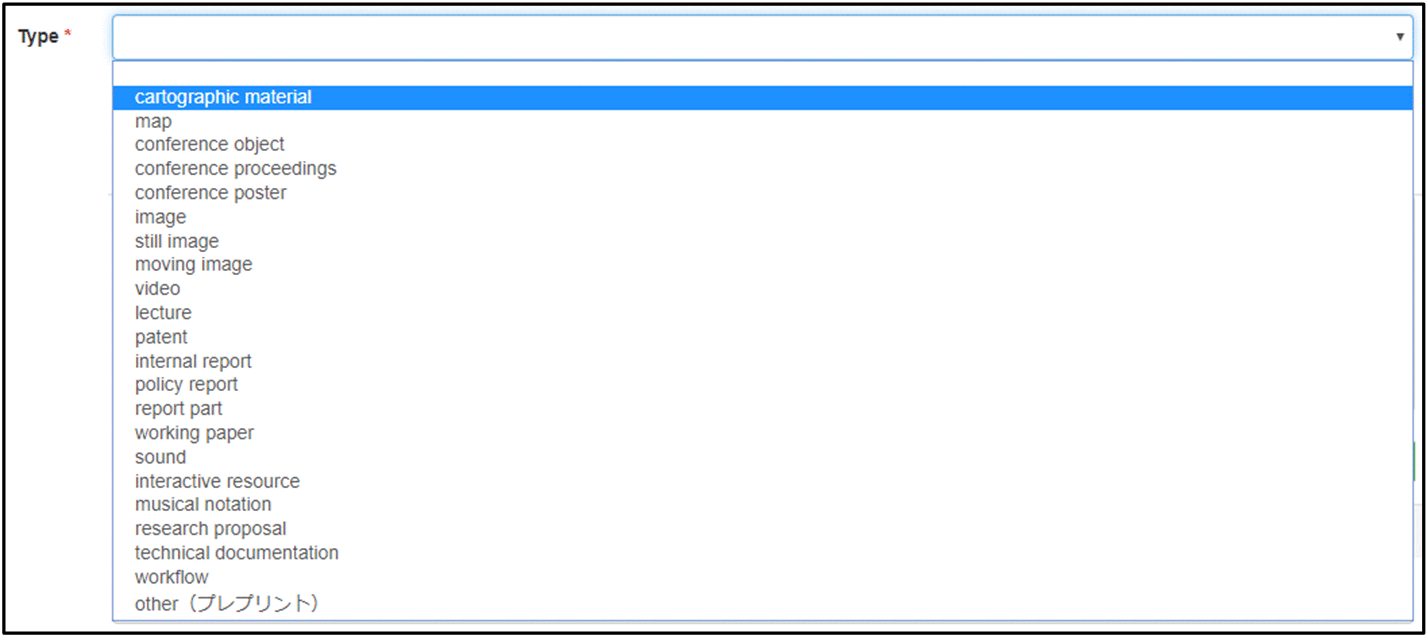 Type *
cartographic material
map
conference object
conference proceedings
conference poster
image
still image
moving image
video
lecture
patent
internal report
policy report
report part
working paper
sound
interactive resource
musical notation
research proposal
technical documentation
workflow
other（プレプリント）